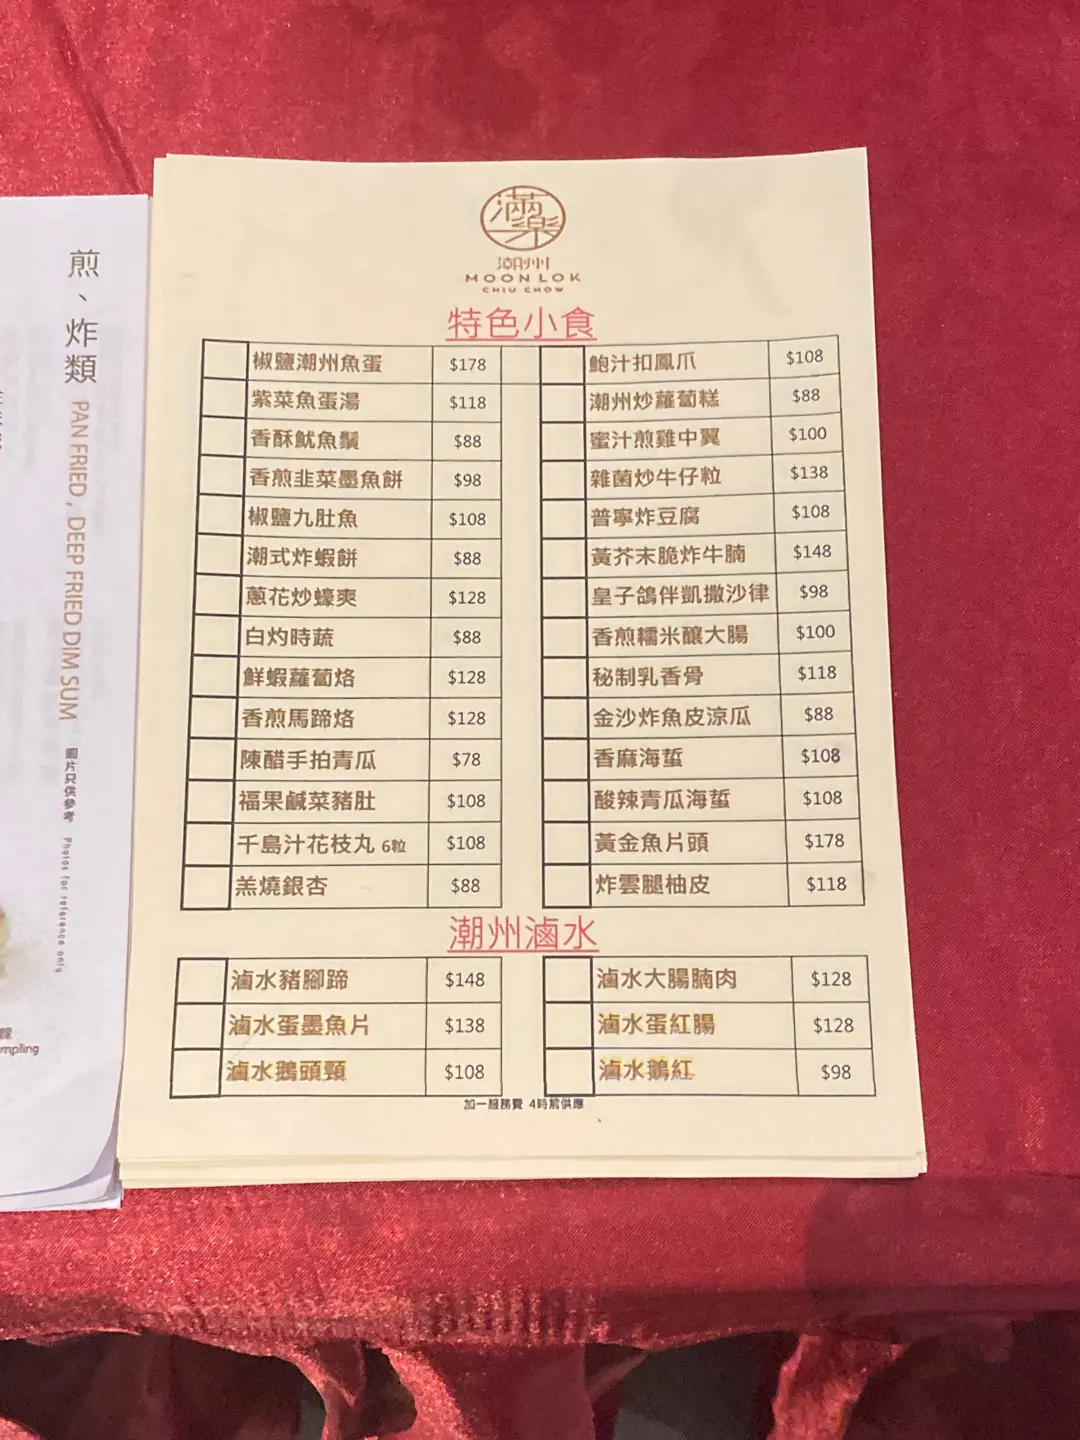 滿樂
潮州
MOON LOK
CHIU CHOW
特色小食
椒鹽潮州魚蛋 $178 鮑汁扣鳳爪 $108
紫菜魚蛋湯 $118 潮州炒蘿蔔糕 $88
香酥魷魚鬚 $88 蜜汁煎雞中翼 $100
香煎韭菜墨魚餅 $98 雜菌炒牛仔粒 $138
椒鹽九肚魚 $108 普寧炸豆腐 $108
潮式炸蝦餅 $88 黃芥末脆炸牛腩 $148
蔥花炒蠔爽 $128 皇子鴿伴凱撒沙律 $98
白灼時蔬 $88 香煎糯米釀大腸 $100
鮮蝦蘿蔔烙 $128 秘制乳香骨 $118
香煎馬蹄烙 $128 金沙炸魚皮涼瓜 $88
陳醋手拍青瓜 $78 香麻海蜇 $108
福果鹹菜豬肚 $108 酸辣青瓜海蜇 $108
千島汁花枝丸 6粒 $108 黃金魚片頭 $178
羔燒銀杏 $88 炸雲腿柚皮 $118
潮州滷水
滷水豬腳蹄 $148 滷水大腸腩肉 $128
滷水蛋墨魚片 $138 滷水蛋紅腸 $128
滷水鵝頭頸 $108 滷水鵝紅 $98
加一服務費 4時前供應
煎、炸類 PAN FRIED , DEEP FRIED DIM SUM 圖片只供參考 Photos for reference only
mpling